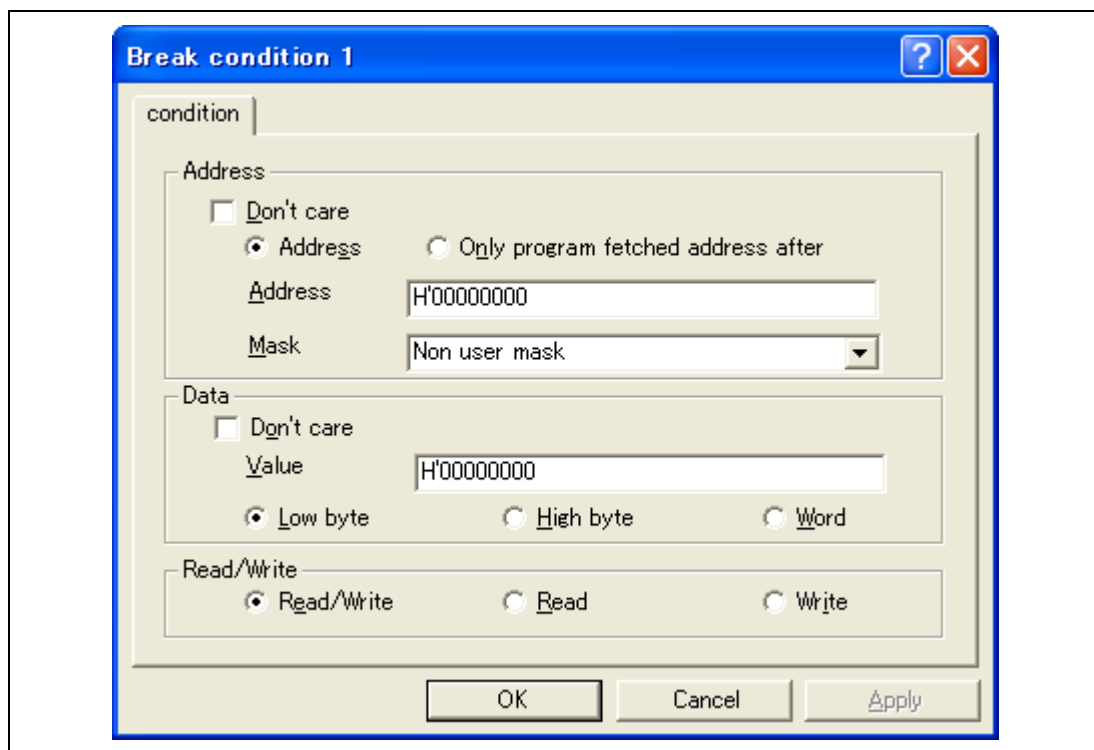 Break condition 1
condition
Address
Don't care
Address Only program fetched address after
Address H'00000000
Mask Non user mask
Data
Don't care
Value H'00000000
Low byte High byte Word
Read/Write
Read/Write Read Write
OK Cancel Apply